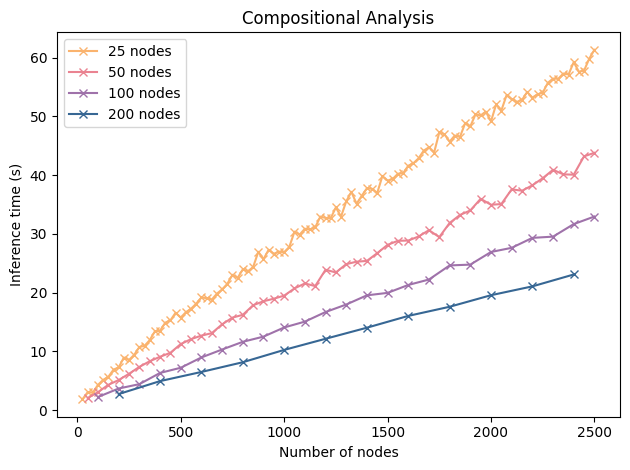 Compositional Analysis
25 nodes
50 nodes
100 nodes
200 nodes
Inference time (s)
60
50
40
30
20
10
0
0 500 1000 1500 2000 2500
Number of nodes